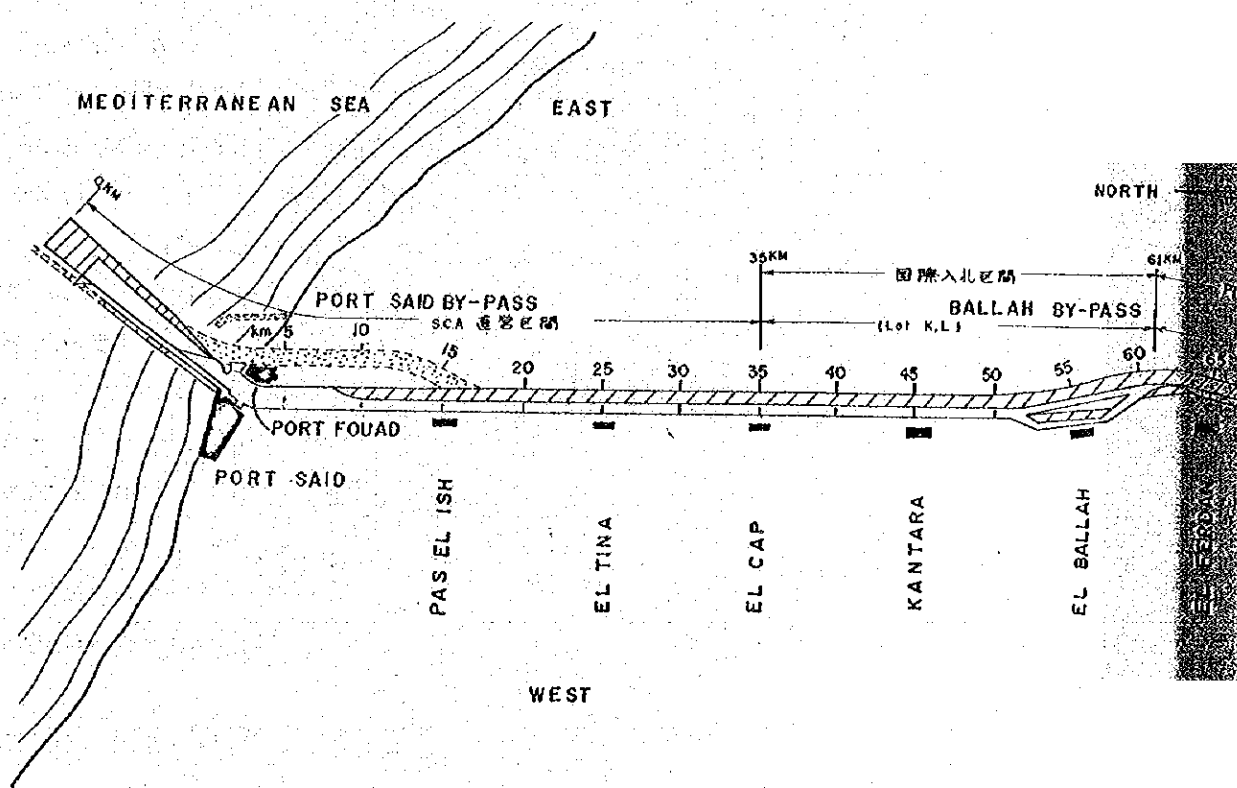 MEDITERRANEAN SEA
EAST
NORTH
0KM
35KM
61KM
国際入札区間
PORT SAID BY-PASS
BALLAH BY-PASS
S.C.A 直営区間
(Lot K,L)
km 5 10 15
20 25 30 35 40 45 50 55 60 65
PORT FOUAD
PORT SAID
PAS EL ISH
EL TINA
EL CAP
KANTARA
EL BALLAH
EL FERDAN
WEST